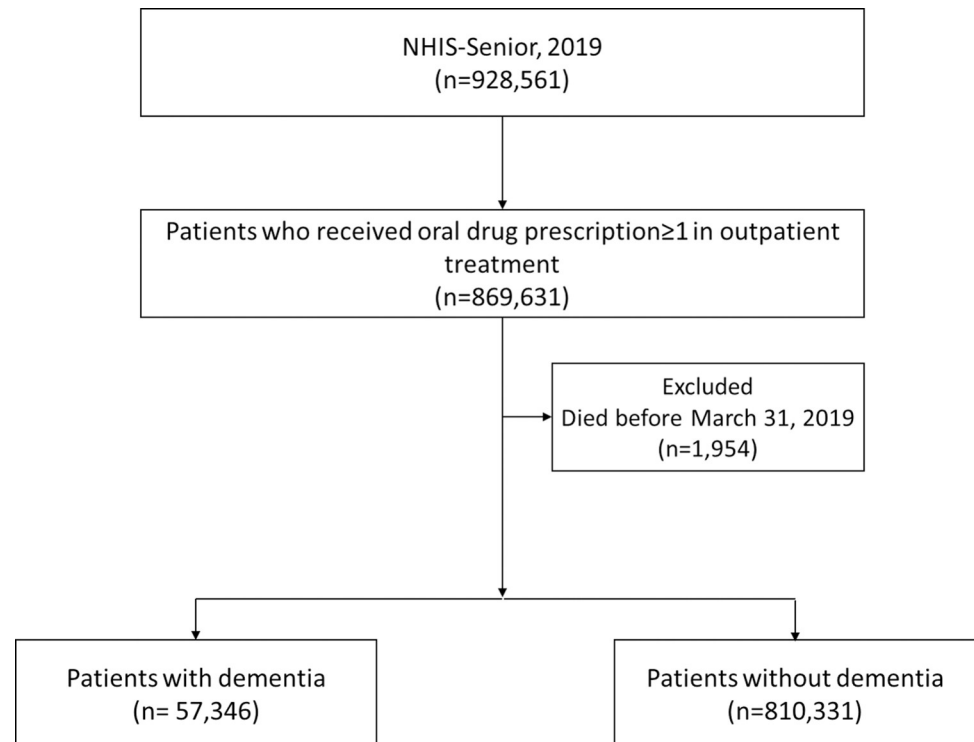 NHIS-Senior, 2019
(n=928,561)
Patients who received oral drug prescription≥1 in outpatient
treatment
(n=869,631)
Excluded
Died before March 31, 2019
(n=1,954)
Patients with dementia
(n= 57,346)
Patients without dementia
(n=810,331)